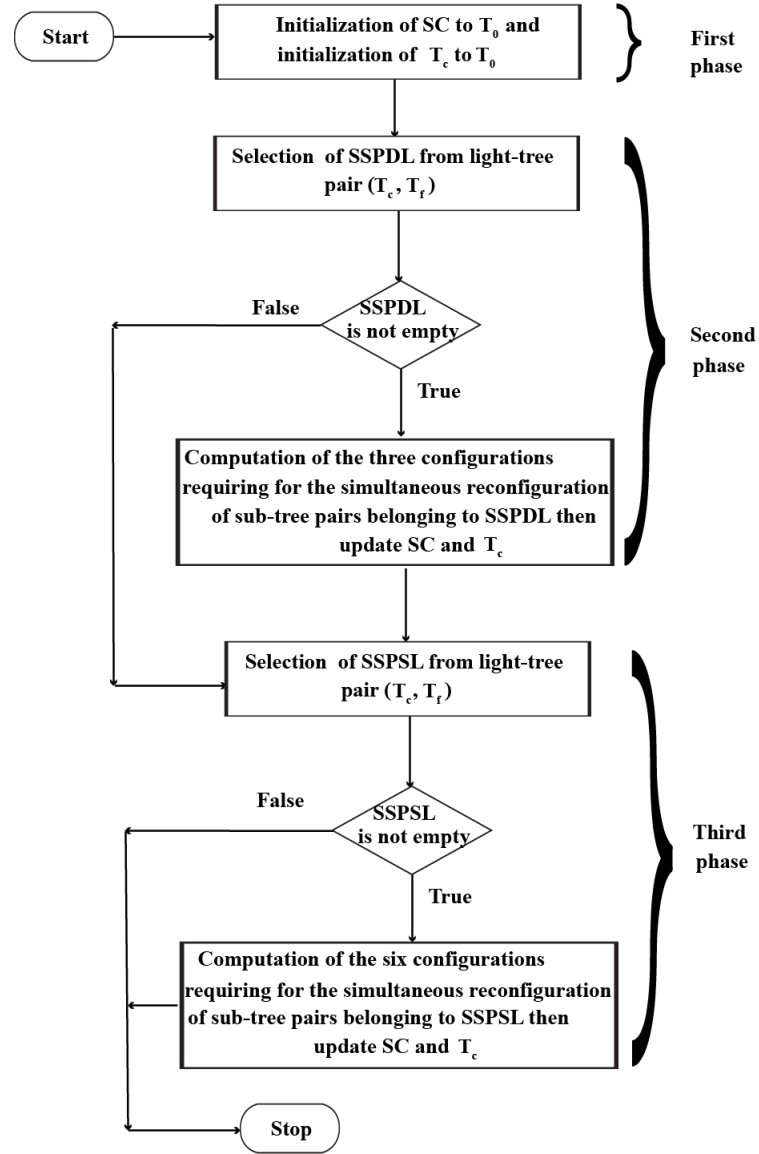 Start
Initialization of SC to T0 and
initialization of Tc to T0
First
phase
Selection of SSPDL from light-tree
pair (Tc, Tf)
False
SSPDL
is not empty
True
Second
phase
Computation of the three configurations
requiring for the simultaneous reconfiguration
of sub-tree pairs belonging to SSPDL then
update SC and Tc
Selection of SSPSL from light-tree
pair (Tc, Tf)
False
SSPSL
is not empty
True
Third
phase
Computation of the six configurations
requiring for the simultaneous reconfiguration
of sub-tree pairs belonging to SSPSL then
update SC and Tc
Stop